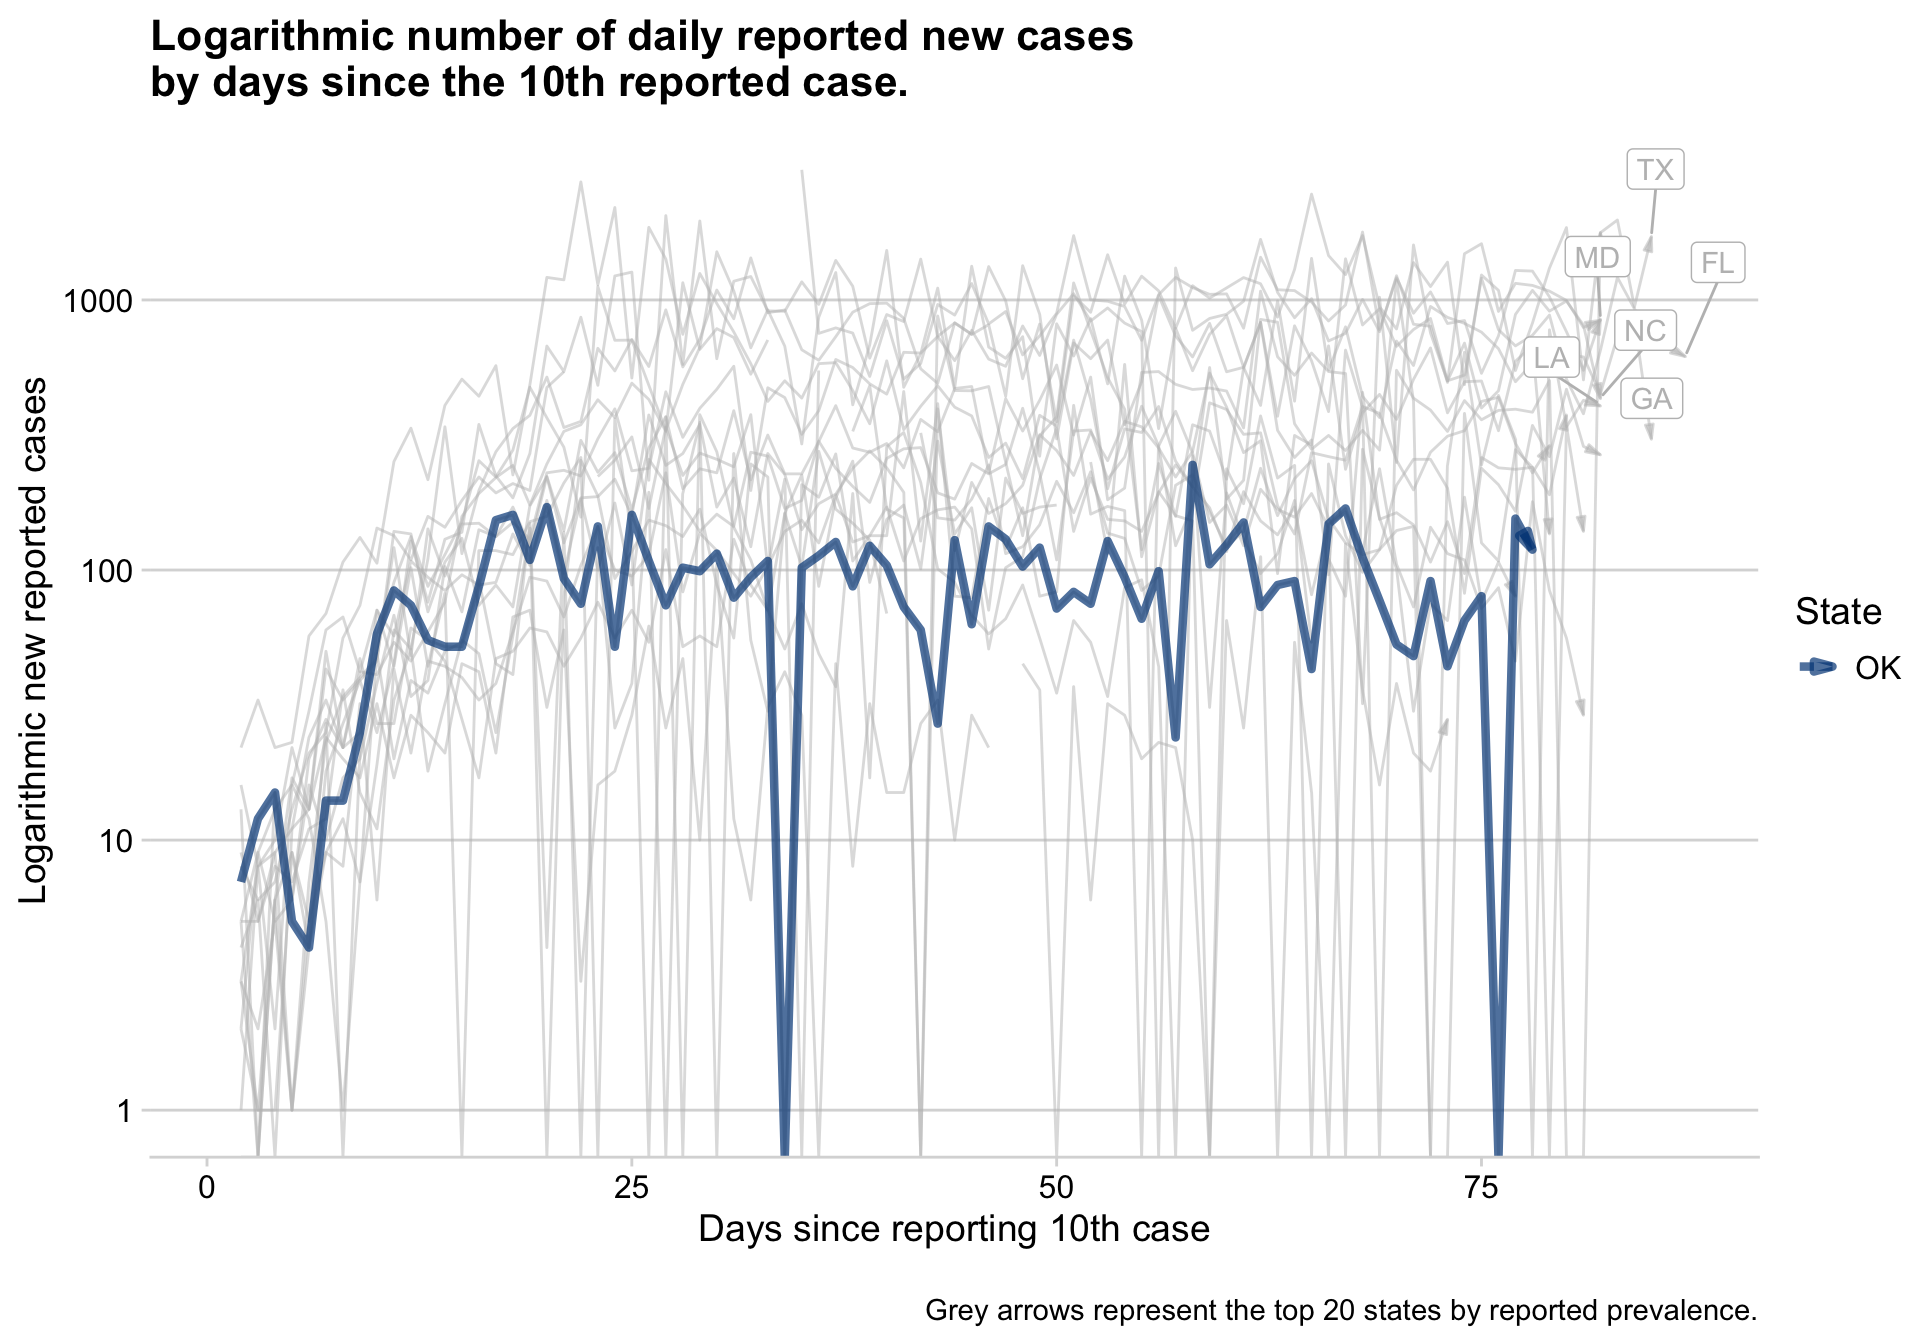 Logarithmic number of daily reported new cases
by days since the 10th reported case.
Logarithmic new reported cases
1000
100
10
1
TX
MD
FL
NC
LA
GA
State
OK
0
25
50
75
Days since reporting 10th case
Grey arrows represent the top 20 states by reported prevalence.